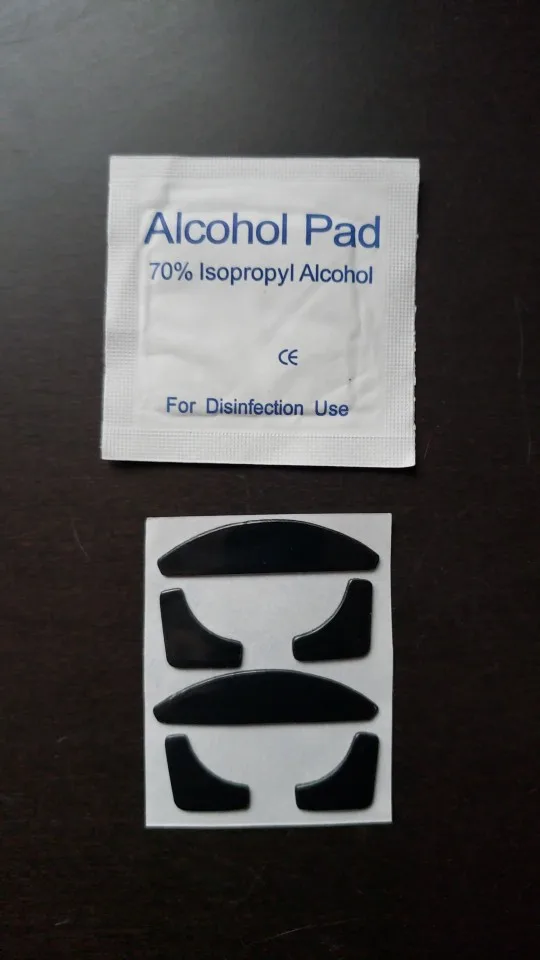 Alcohol Pad
70% Isopropyl Alcohol
CE
For Disinfection Use